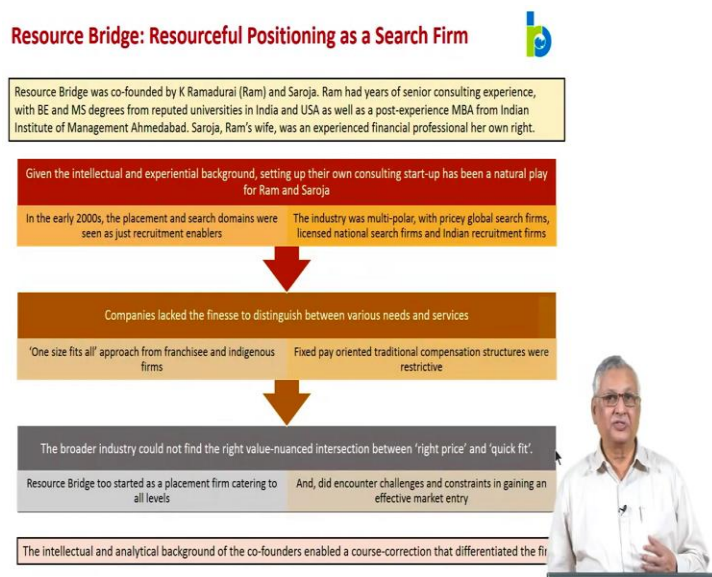 Resource Bridge: Resourceful Positioning as a Search Firm
Resource Bridge was co-founded by K Ramadurai (Ram) and Saroja. Ram had years of senior consulting experience,
with BE and MS degrees from reputed universities in India and USA as well as a post-experience MBA from Indian
Institute of Management Ahmedabad. Saroja, Ram's wife, was an experienced financial professional her own right.
Given the intellectual and experiential background, setting up their own consulting start-up has been a natural play
for Ram and Saroja
In the early 2000s, the placement and search domains were
seen as just recruitment enablers
The industry was multi-polar, with pricey global search firms,
licensed national search firms and Indian recruitment firms
Companies lacked the finesse to distinguish between various needs and services
'One size fits all' approach from franchisee and indigenous
firms
Fixed pay oriented traditional compensation structures were
restrictive
The broader industry could not find the right value-nuanced intersection between 'right price' and 'quick fit'.
Resource Bridge too started as a placement firm catering to
all levels
And, did encounter challenges and constraints in gaining an
effective market entry
The intellectual and analytical background of the co-founders enabled a course-correction that differentiated the